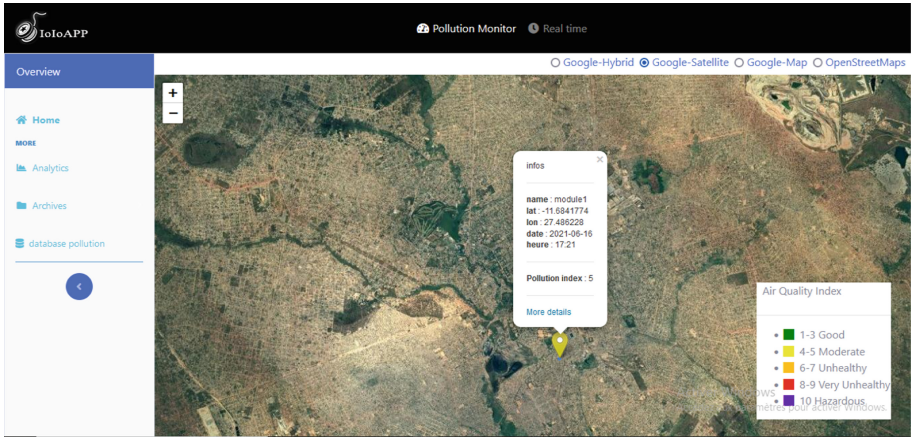 IoIoAPP
Pollution Monitor Real time
Overview
Google-Hybrid Google-Satellite Google-Map OpenStreetMaps
Home
MORE
Analytics
Archives
database pollution
+
−
×
infos
name : module1
lat : -11.6841774
lon : 27.486228
date : 2021-06-16
heure : 17:21
Pollution index : 5
More details
Air Quality Index
1-3 Good
4-5 Moderate
6-7 Unhealthy
8-9 Very Unhealthy
10 Hazardous
mètres pour activer Windows.